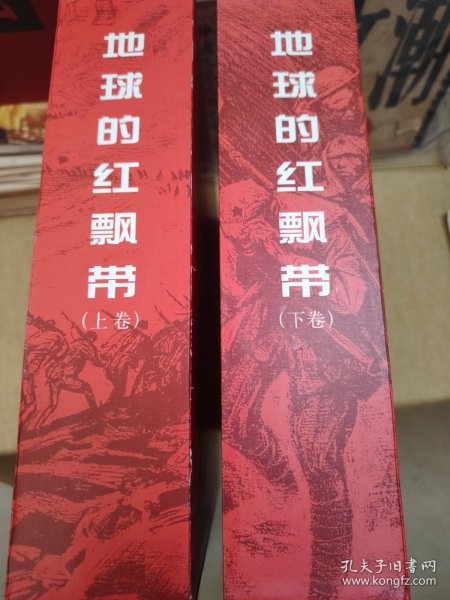 地球的红飘带
（上卷）
地球的红飘带
（下卷）
潮
孔夫子旧书网
www.kongfz.com